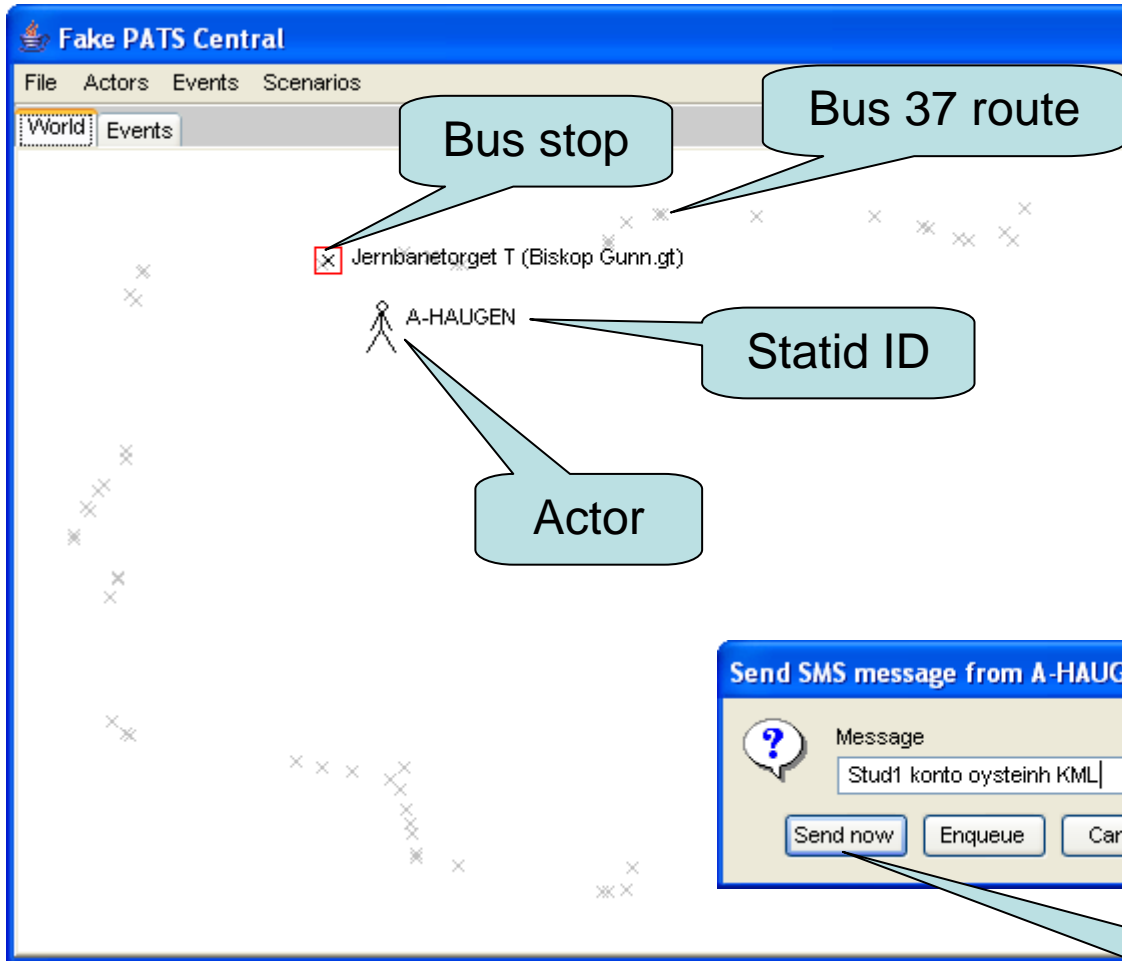 Fake PATS Central
File Actors Events Scenarios
World Events
Bus stop
Bus 37 route
Jernbanetorget T (Biskop Gunn.gt)
A-HAUGEN
Statid ID
Actor
Send SMS message from A-HAUG
Message
Stud1 konto oysteinh KML
Send now Enqueue Can